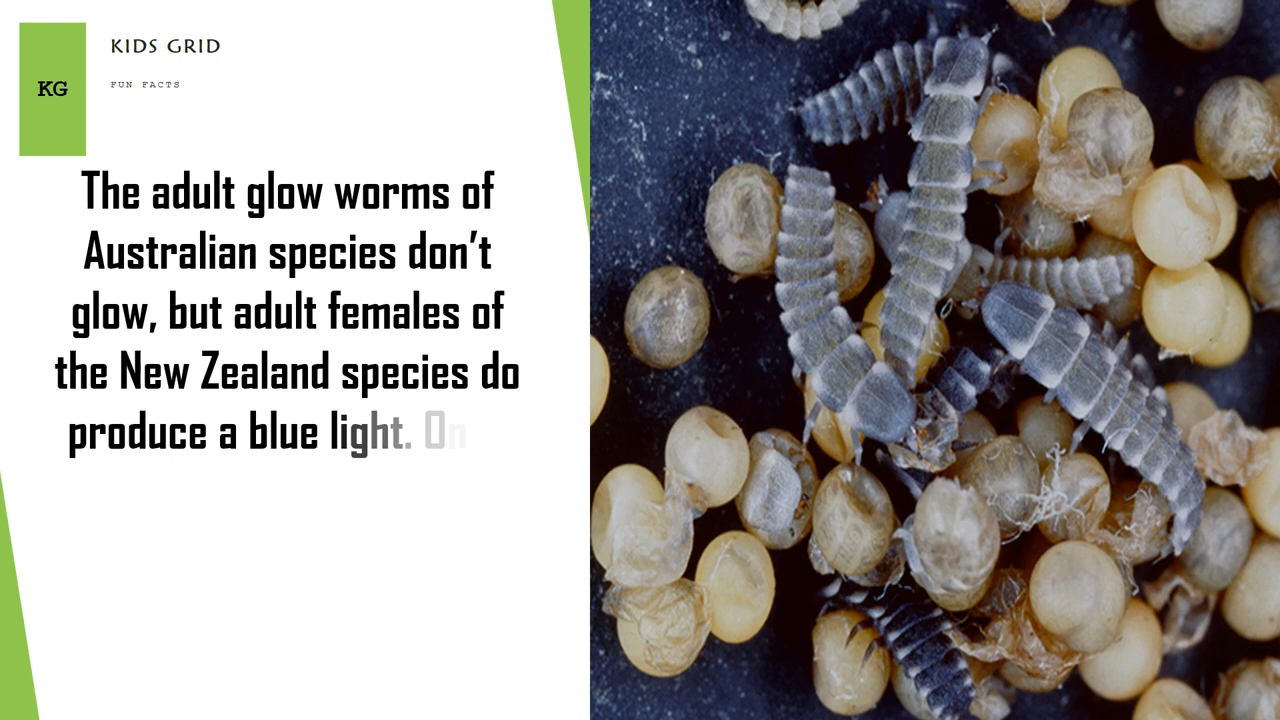 KIDS GRID
KG
FUN FACTS
The adult glow worms of
Australian species don’t
glow, but adult females of
the New Zealand species do
produce a blue light. On